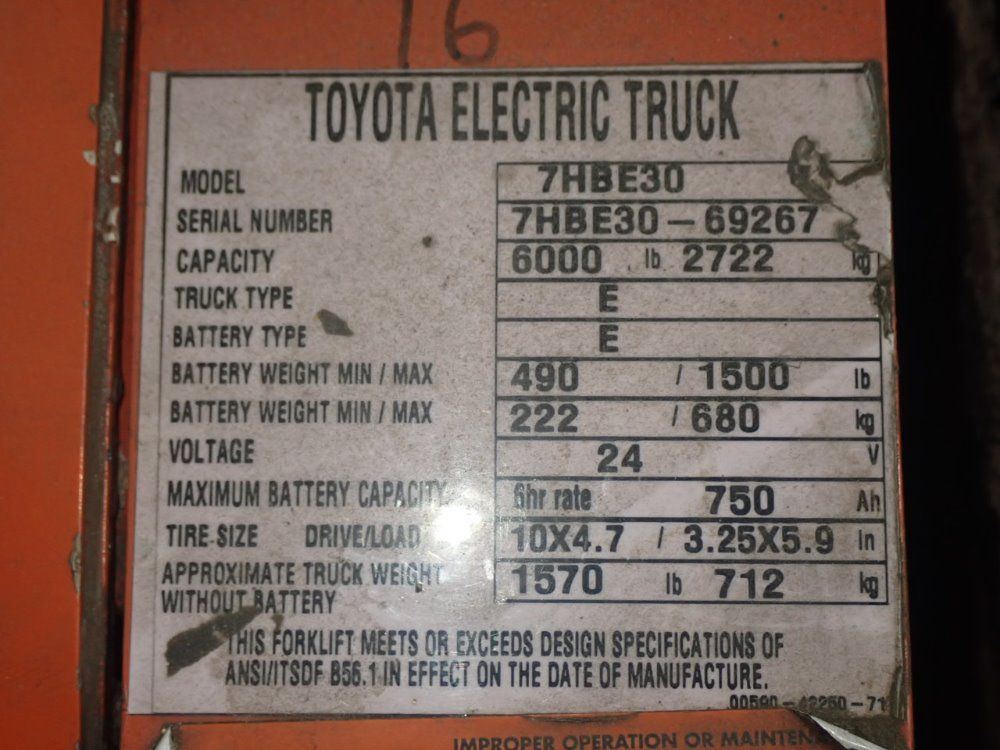 16
TOYOTA ELECTRIC TRUCK
MODEL 7HBE30
SERIAL NUMBER 7HBE30-69267
CAPACITY 6000 lb 2722 kg
TRUCK TYPE E
BATTERY TYPE E
BATTERY WEIGHT MIN / MAX 490 / 1500 lb
BATTERY WEIGHT MIN / MAX 222 / 680 kg
VOLTAGE 24 V
MAXIMUM BATTERY CAPACITY 6hr rate 750 Ah
TIRE SIZE DRIVE/LOAD 10X4.7 / 3.25X5.9 in
APPROXIMATE TRUCK WEIGHT 1570 lb 712 kg
WITHOUT BATTERY
THIS FORKLIFT MEETS OR EXCEEDS DESIGN SPECIFICATIONS OF
ANSI/ITSDF B56.1 IN EFFECT ON THE DATE OF MANUFACTURE.
00590-42250-71
IMPROPER OPERATION OR